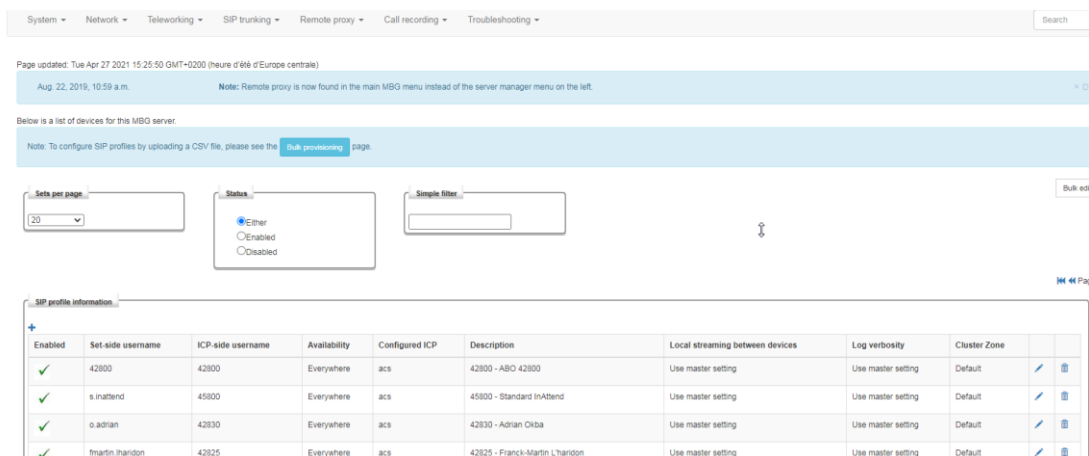 System Network Teleworking SIP trunking Remote proxy Call recording Troubleshooting Search
Page updated: Tue Apr 27 2021 15:25:50 GMT+0200 (heure d'été d'Europe centrale)
Aug. 22, 2019, 10:59 a.m. Note: Remote proxy is now found in the main MBG menu instead of the server manager menu on the left. × D
Below is a list of devices for this MBG server.
Note: To configure SIP profiles by uploading a CSV file, please see the Bulk provisioning page.
Sets per page Status Simple filter Bulk edi
20 Either
Enabled
Disabled
Pag
SIP profile information
Enabled Set-side username ICP-side username Availability Configured ICP Description Local streaming between devices Log verbosity Cluster Zone
42800 42800 Everywhere acs 42800 - ABO 42800 Use master setting Use master setting Default
s.inattend 45800 Everywhere acs 45800 - Standard InAttend Use master setting Use master setting Default
o.adrian 42830 Everywhere acs 42830 - Adrian Okba Use master setting Use master setting Default
fmartin.lharidon 42825 Everywhere acs 42825 - Franck-Martin L'haridon Use master setting Use master setting Default